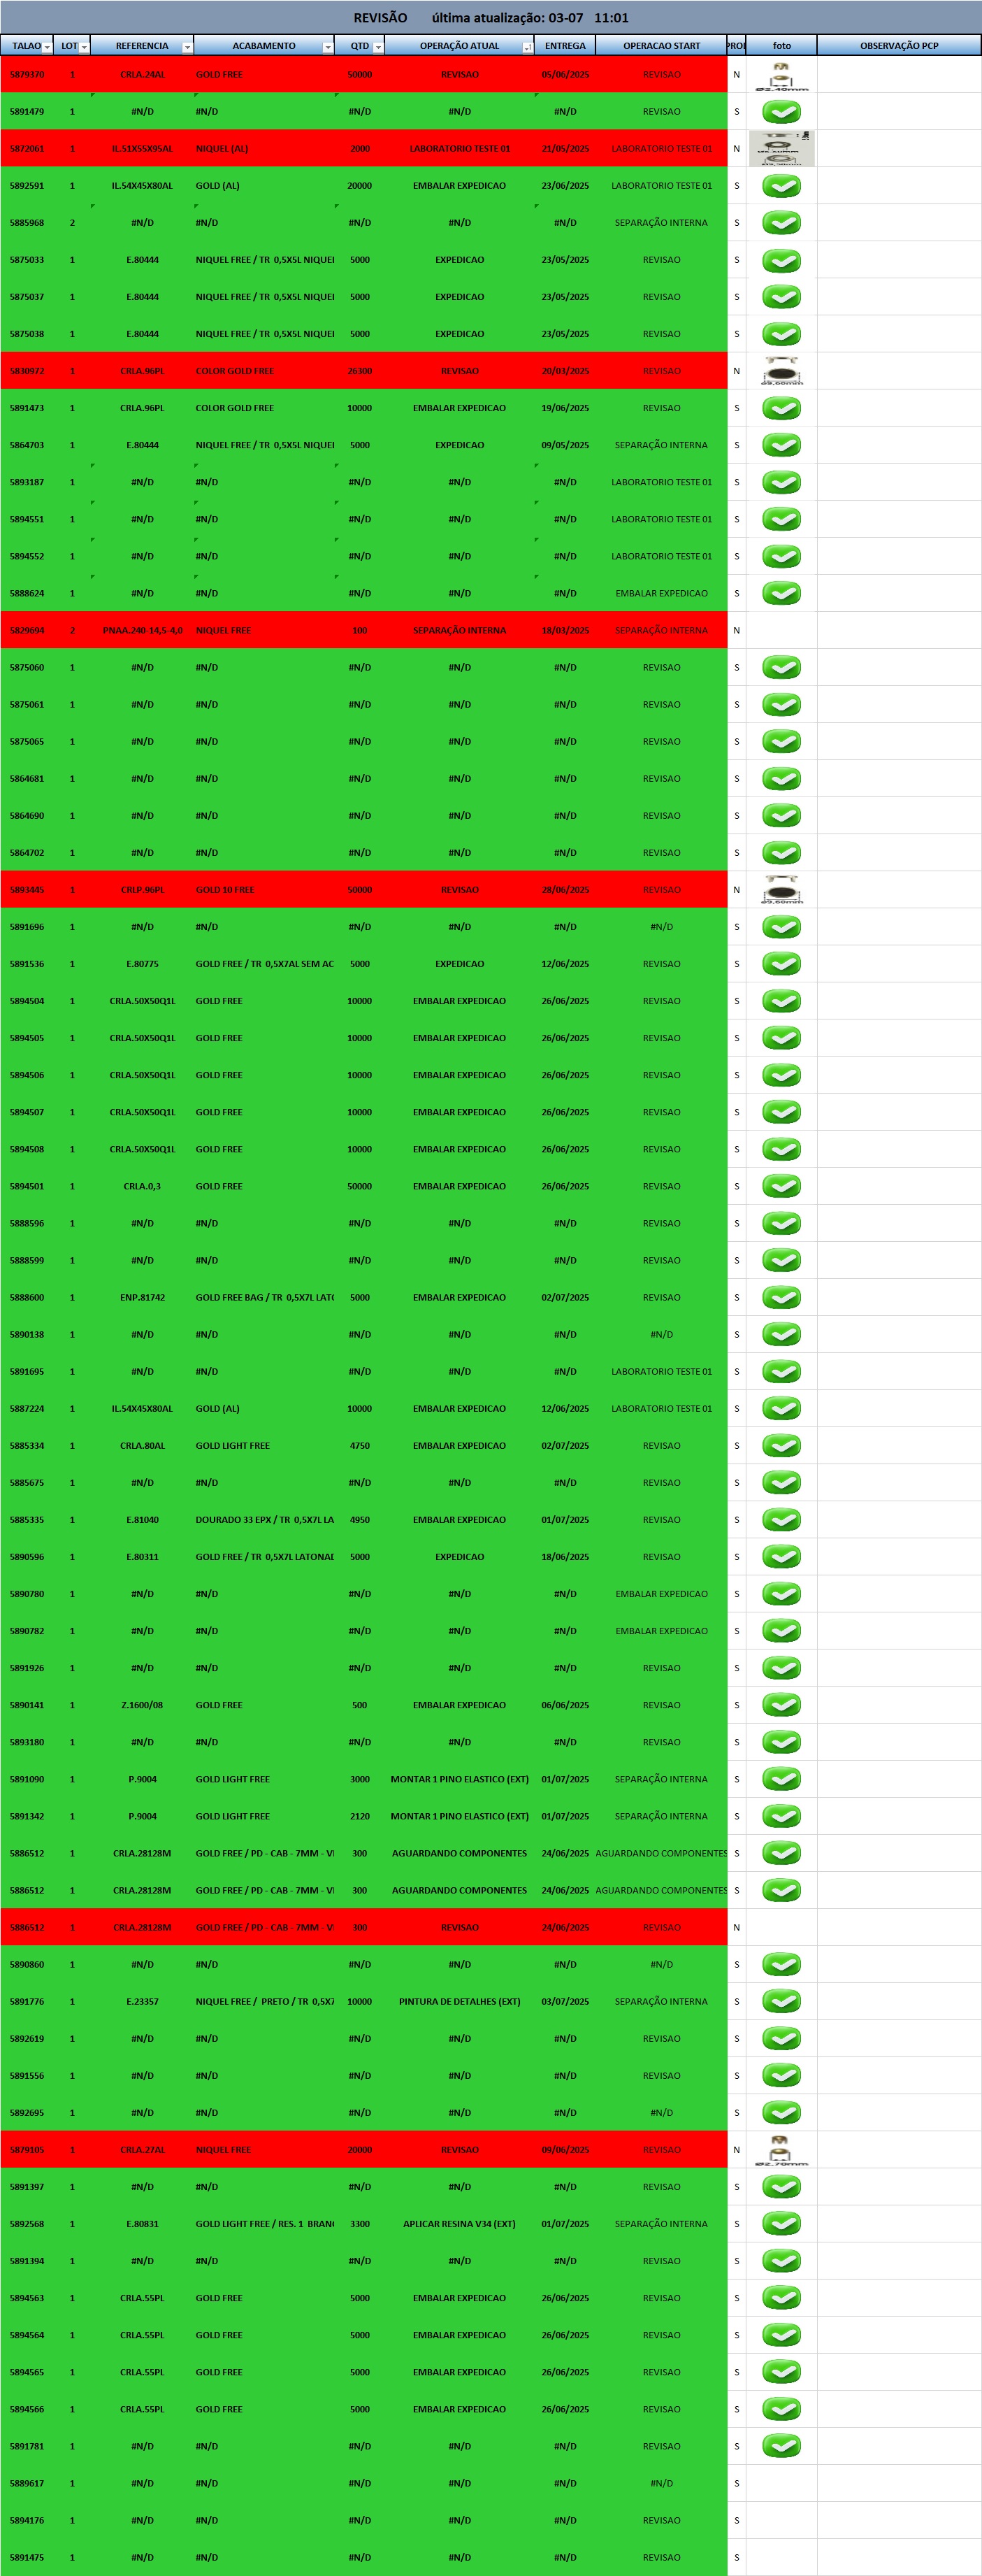 REVISÃO última atualização: 03-07 11:01
TALAO LOT REFERENCIA ACABAMENTO QTD OPERAÇÃO ATUAL ENTREGA OPERACAO START PRO foto OBSERVAÇÃO PCP
5879370 1 CRLA.24AL GOLD FREE 50000 REVISAO 05/06/2025 REVISAO N
Ø2.40mm
5891479 1 #N/D #N/D #N/D #N/D #N/D REVISAO S
5872061 1 IL.51X55X95AL NIQUEL (AL) 2000 LABORATORIO TESTE 01 21/05/2025 LABORATORIO TESTE 01 N
5892591 1 IL.54X45X80AL GOLD (AL) 20000 EMBALAR EXPEDICAO 23/06/2025 LABORATORIO TESTE 01 S
5885968 2 #N/D #N/D #N/D #N/D #N/D SEPARAÇÃO INTERNA S
5875033 1 E.80444 NIQUEL FREE / TR 0,5X5L NIQUEI 5000 EXPEDICAO 23/05/2025 REVISAO S
5875037 1 E.80444 NIQUEL FREE / TR 0,5X5L NIQUEI 5000 EXPEDICAO 23/05/2025 REVISAO S
5875038 1 E.80444 NIQUEL FREE / TR 0,5X5L NIQUEI 5000 EXPEDICAO 23/05/2025 REVISAO S
5830972 1 CRLA.96PL COLOR GOLD FREE 26300 REVISAO 20/03/2025 REVISAO N
Ø9.60mm
5891473 1 CRLA.96PL COLOR GOLD FREE 10000 EMBALAR EXPEDICAO 19/06/2025 REVISAO S
5864703 1 E.80444 NIQUEL FREE / TR 0,5X5L NIQUEI 5000 EXPEDICAO 09/05/2025 SEPARAÇÃO INTERNA S
5893187 1 #N/D #N/D #N/D #N/D #N/D LABORATORIO TESTE 01 S
5894551 1 #N/D #N/D #N/D #N/D #N/D LABORATORIO TESTE 01 S
5894552 1 #N/D #N/D #N/D #N/D #N/D LABORATORIO TESTE 01 S
5888624 1 #N/D #N/D #N/D #N/D #N/D EMBALAR EXPEDICAO S
5829694 2 PNAA.240-14,5-4,0 NIQUEL FREE 100 SEPARAÇÃO INTERNA 18/03/2025 SEPARAÇÃO INTERNA N
5875060 1 #N/D #N/D #N/D #N/D #N/D REVISAO S
5875061 1 #N/D #N/D #N/D #N/D #N/D REVISAO S
5875065 1 #N/D #N/D #N/D #N/D #N/D REVISAO S
5864681 1 #N/D #N/D #N/D #N/D #N/D REVISAO S
5864690 1 #N/D #N/D #N/D #N/D #N/D REVISAO S
5864702 1 #N/D #N/D #N/D #N/D #N/D REVISAO S
5893445 1 CRLP.96PL GOLD 10 FREE 50000 REVISAO 28/06/2025 REVISAO N
Ø9.60mm
5891696 1 #N/D #N/D #N/D #N/D #N/D #N/D S
5891536 1 E.80775 GOLD FREE / TR 0,5X7AL SEM AC 5000 EXPEDICAO 12/06/2025 REVISAO S
5894504 1 CRLA.50X50Q1L GOLD FREE 10000 EMBALAR EXPEDICAO 26/06/2025 REVISAO S
5894505 1 CRLA.50X50Q1L GOLD FREE 10000 EMBALAR EXPEDICAO 26/06/2025 REVISAO S
5894506 1 CRLA.50X50Q1L GOLD FREE 10000 EMBALAR EXPEDICAO 26/06/2025 REVISAO S
5894507 1 CRLA.50X50Q1L GOLD FREE 10000 EMBALAR EXPEDICAO 26/06/2025 REVISAO S
5894508 1 CRLA.50X50Q1L GOLD FREE 10000 EMBALAR EXPEDICAO 26/06/2025 REVISAO S
5894501 1 CRLA.0,3 GOLD FREE 50000 EMBALAR EXPEDICAO 26/06/2025 REVISAO S
5888596 1 #N/D #N/D #N/D #N/D #N/D REVISAO S
5888599 1 #N/D #N/D #N/D #N/D #N/D REVISAO S
5888600 1 ENP.81742 GOLD FREE BAG / TR 0,5X7L LATO 5000 EMBALAR EXPEDICAO 02/07/2025 REVISAO S
5890138 1 #N/D #N/D #N/D #N/D #N/D #N/D S
5891695 1 #N/D #N/D #N/D #N/D #N/D LABORATORIO TESTE 01 S
5887224 1 IL.54X45X80AL GOLD (AL) 10000 EMBALAR EXPEDICAO 12/06/2025 LABORATORIO TESTE 01 S
5885334 1 CRLA.80AL GOLD LIGHT FREE 4750 EMBALAR EXPEDICAO 02/07/2025 REVISAO S
5885675 1 #N/D #N/D #N/D #N/D #N/D REVISAO S
5885335 1 E.81040 DOURADO 33 EPX / TR 0,5X7L LA 4950 EMBALAR EXPEDICAO 01/07/2025 REVISAO S
5890596 1 E.80311 GOLD FREE / TR 0,5X7L LATONAD 5000 EXPEDICAO 18/06/2025 REVISAO S
5890780 1 #N/D #N/D #N/D #N/D #N/D EMBALAR EXPEDICAO S
5890782 1 #N/D #N/D #N/D #N/D #N/D EMBALAR EXPEDICAO S
5891926 1 #N/D #N/D #N/D #N/D #N/D REVISAO S
5890141 1 Z.1600/08 GOLD FREE 500 EMBALAR EXPEDICAO 06/06/2025 REVISAO S
5893180 1 #N/D #N/D #N/D #N/D #N/D REVISAO S
5891090 1 P.9004 GOLD LIGHT FREE 3000 MONTAR 1 PINO ELASTICO (EXT) 01/07/2025 SEPARAÇÃO INTERNA S
5891342 1 P.9004 GOLD LIGHT FREE 2120 MONTAR 1 PINO ELASTICO (EXT) 01/07/2025 SEPARAÇÃO INTERNA S
5886512 1 CRLA.28128M GOLD FREE / PD - CAB - 7MM - VI 300 AGUARDANDO COMPONENTES 24/06/2025 AGUARDANDO COMPONENTES S
5886512 1 CRLA.28128M GOLD FREE / PD - CAB - 7MM - VI 300 AGUARDANDO COMPONENTES 24/06/2025 AGUARDANDO COMPONENTES S
5886512 1 CRLA.28128M GOLD FREE / PD - CAB - 7MM - VI 300 REVISAO 24/06/2025 REVISAO N
5890860 1 #N/D #N/D #N/D #N/D #N/D #N/D S
5891776 1 E.23357 NIQUEL FREE / PRETO / TR 0,5X7 10000 PINTURA DE DETALHES (EXT) 03/07/2025 SEPARAÇÃO INTERNA S
5892619 1 #N/D #N/D #N/D #N/D #N/D REVISAO S
5891556 1 #N/D #N/D #N/D #N/D #N/D REVISAO S
5892695 1 #N/D #N/D #N/D #N/D #N/D #N/D S
5879105 1 CRLA.27AL NIQUEL FREE 20000 REVISAO 09/06/2025 REVISAO N
Ø2.70mm
5891397 1 #N/D #N/D #N/D #N/D #N/D REVISAO S
5892568 1 E.80831 GOLD LIGHT FREE / RES. 1 BRAN 3300 APLICAR RESINA V34 (EXT) 01/07/2025 SEPARAÇÃO INTERNA S
5891394 1 #N/D #N/D #N/D #N/D #N/D REVISAO S
5894563 1 CRLA.55PL GOLD FREE 5000 EMBALAR EXPEDICAO 26/06/2025 REVISAO S
5894564 1 CRLA.55PL GOLD FREE 5000 EMBALAR EXPEDICAO 26/06/2025 REVISAO S
5894565 1 CRLA.55PL GOLD FREE 5000 EMBALAR EXPEDICAO 26/06/2025 REVISAO S
5894566 1 CRLA.55PL GOLD FREE 5000 EMBALAR EXPEDICAO 26/06/2025 REVISAO S
5891781 1 #N/D #N/D #N/D #N/D #N/D REVISAO S
5889617 1 #N/D #N/D #N/D #N/D #N/D #N/D S
5894176 1 #N/D #N/D #N/D #N/D #N/D REVISAO S
5891475 1 #N/D #N/D #N/D #N/D #N/D REVISAO S